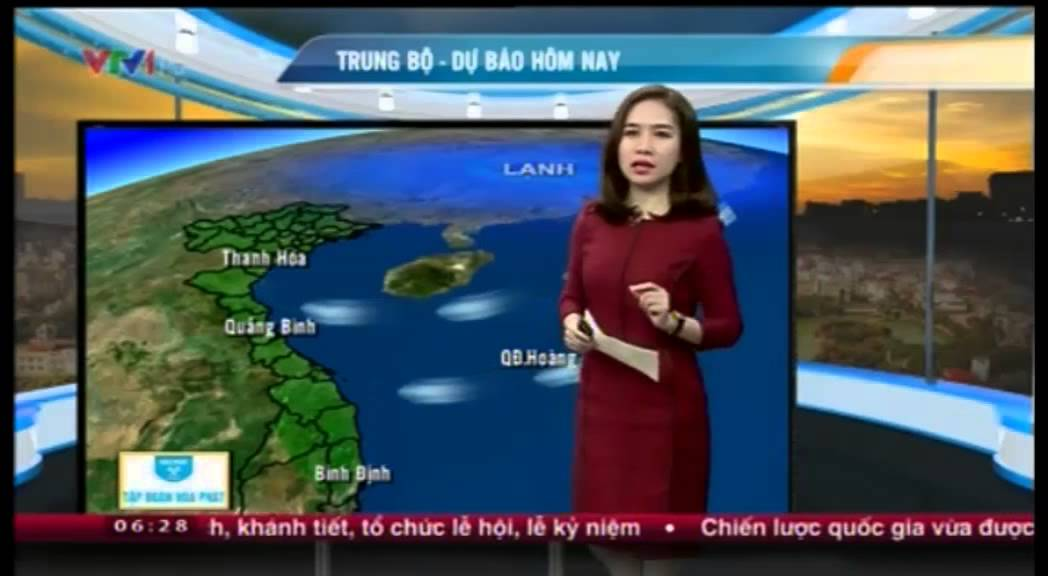 VTV1
TRUNG BỘ - DỰ BÁO HÔM NAY
LẠNH
Thanh Hóa
Quảng Bình
QĐ.Hoàng
Bình Định
TẬP ĐOÀN HÒA PHÁT
06:28 h, khánh tiết, tổ chức lễ hội, lễ kỷ niệm • Chiến lược quốc gia vừa được